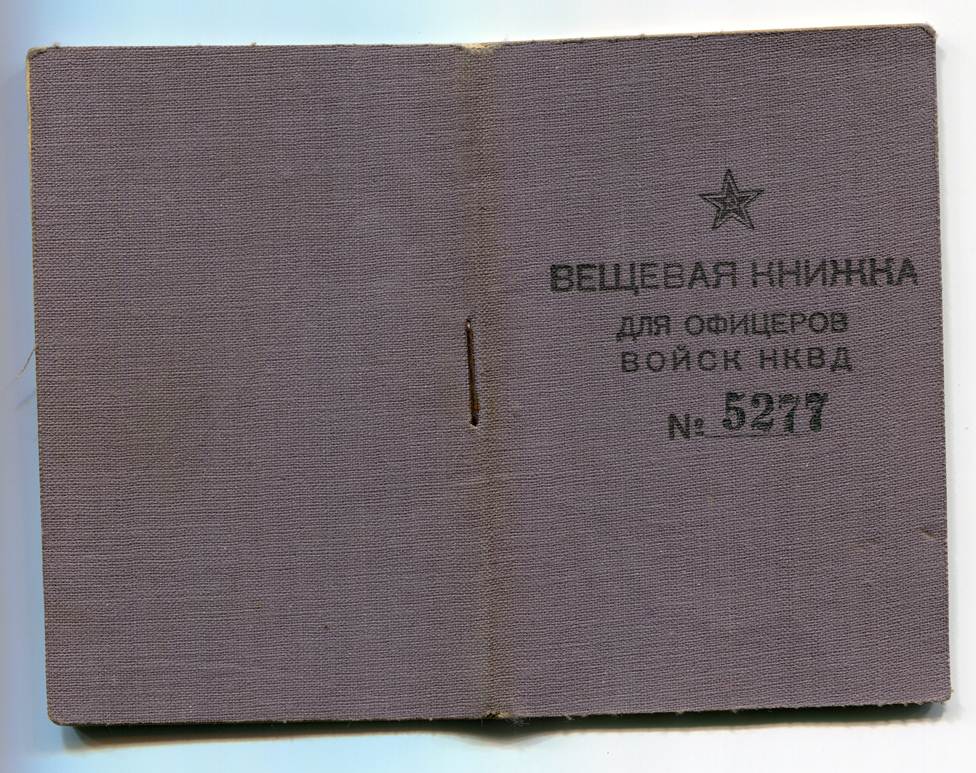 ВЕЩЕВАЯ КНИЖКА
ДЛЯ ОФИЦЕРОВ
ВОЙСК НКВД
№ 5277